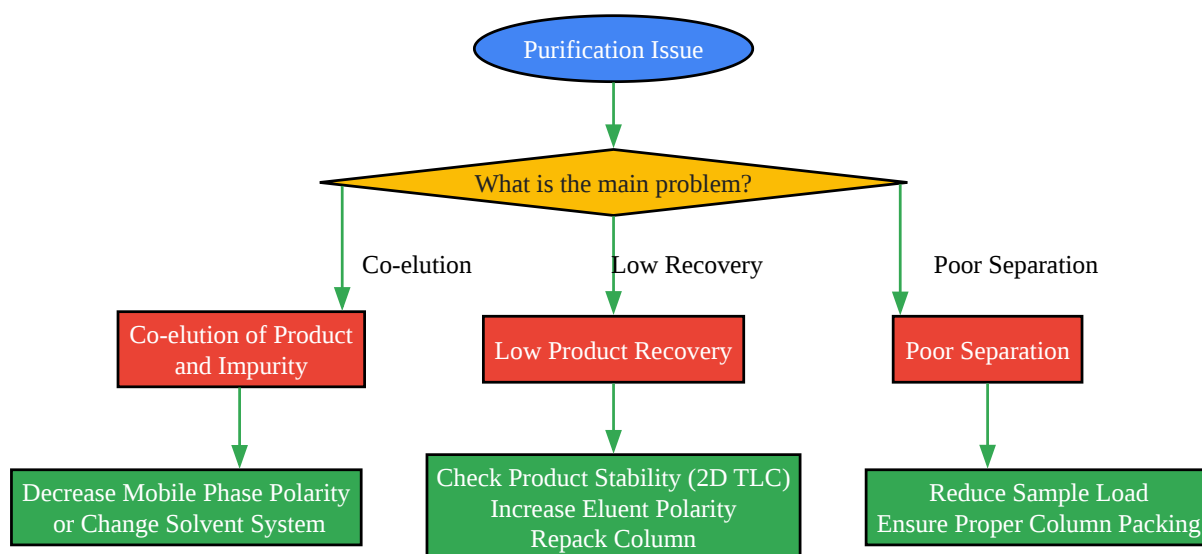 Purification Issue
What is the main problem?
Co-elution
Low Recovery
Poor Separation
Co-elution of Product
and Impurity
Low Product Recovery
Poor Separation
Decrease Mobile Phase Polarity
or Change Solvent System
Check Product Stability (2D TLC)
Increase Eluent Polarity
Repack Column
Reduce Sample Load
Ensure Proper Column Packing